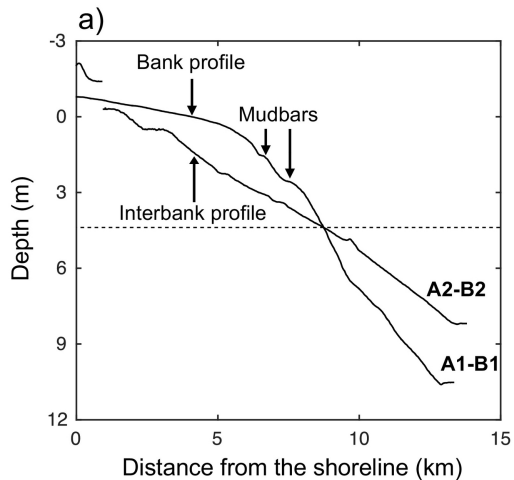 a)
-3
Bank profile
0
Mudbars
3
Interbank profile
Depth (m)
6
A2-B2
9
A1-B1
12
0
5
10
15
Distance from the shoreline (km)